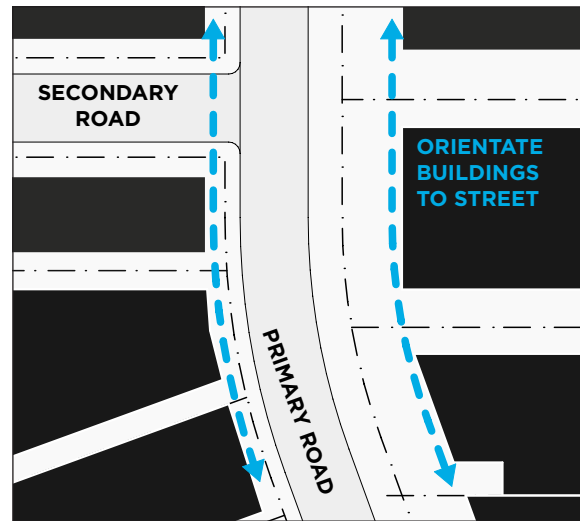 SECONDARY
ROAD
ORIENTATE
BUILDINGS
TO STREET
PRIMARY ROAD